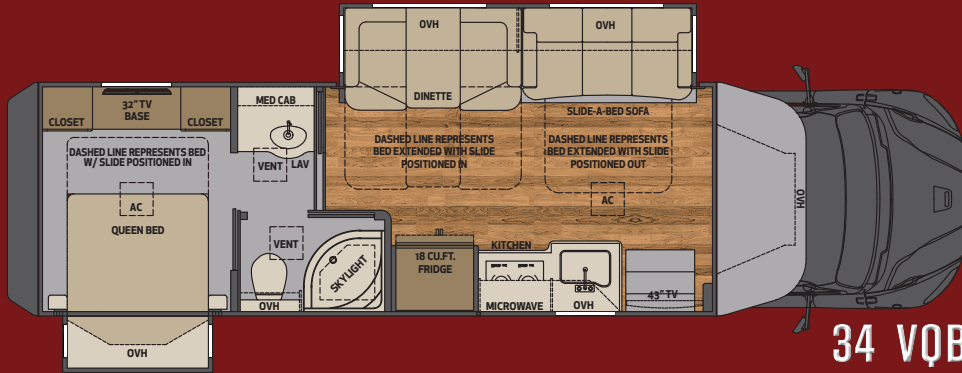 OVH
OVH
DINETTE
SLIDE-A-BED SOFA
32" TV
BASE
CLOSET
CLOSET
MED CAB
LAV
VENT
DASHED LINE REPRESENTS BED
W/ SLIDE POSITIONED IN
DASHED LINE REPRESENTS
BED EXTENDED WITH SLIDE
POSITIONED IN
DASHED LINE REPRESENTS
BED EXTENDED WITH SLIDE
POSITIONED OUT
AC
AC
OVH
QUEEN BED
VENT
SKYLIGHT
OVH
18 CU.FT.
FRIDGE
KITCHEN
MICROWAVE
OVH
43" TV
OVH
34 VQB